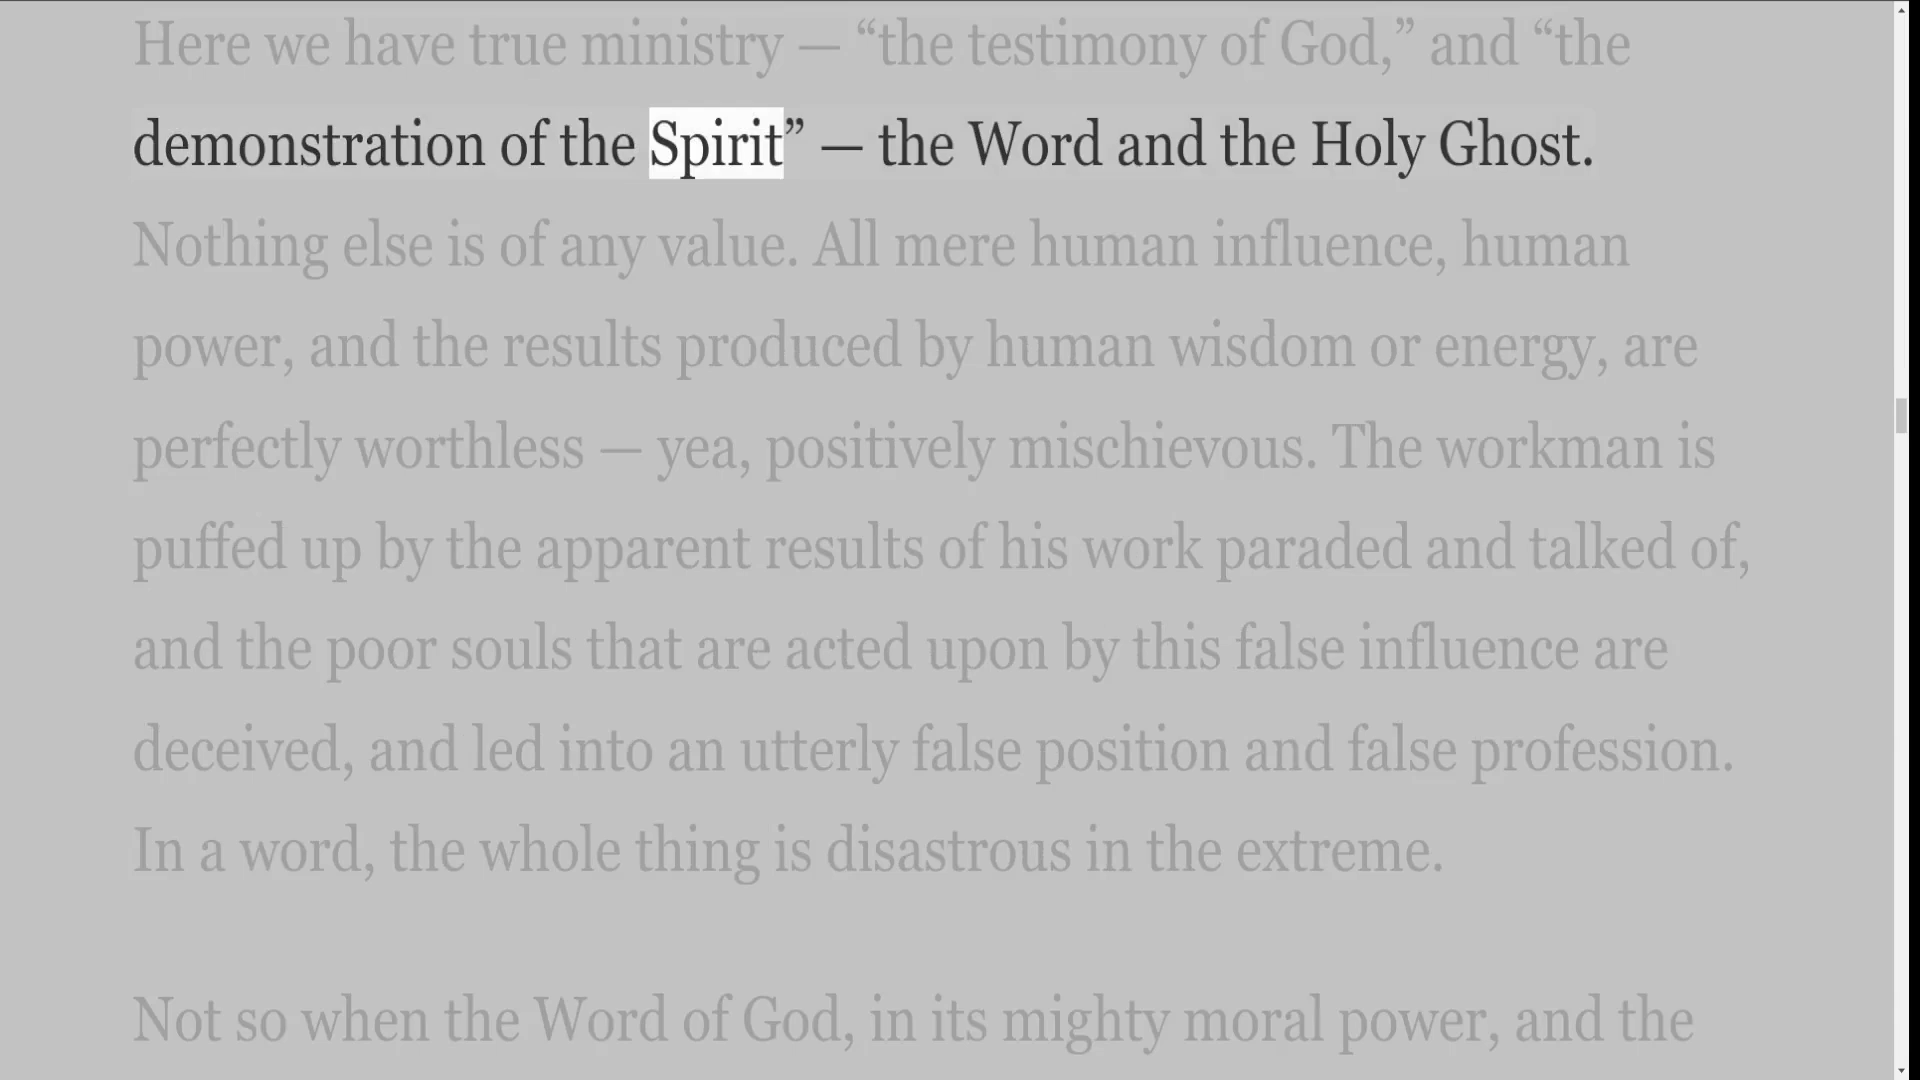 Here we have true ministry — “the testimony of God,” and “the
demonstration of the Spirit” — the Word and the Holy Ghost.
Nothing else is of any value. All mere human influence, human
power, and the results produced by human wisdom or energy, are
perfectly worthless — yea, positively mischievous. The workman is
puffed up by the apparent results of his work paraded and talked of,
and the poor souls that are acted upon by this false influence are
deceived, and led into an utterly false position and false profession.
In a word, the whole thing is disastrous in the extreme.
Not so when the Word of God, in its mighty moral power, and the